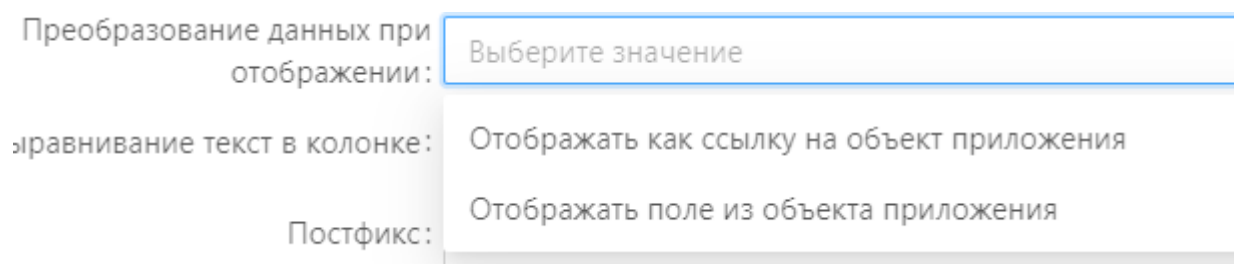 Преобразование данных при
отображении:
Выберите значение
ыравнивание текст в колонке:
Отображать как ссылку на объект приложения
Отображать поле из объекта приложения
Постфикс: